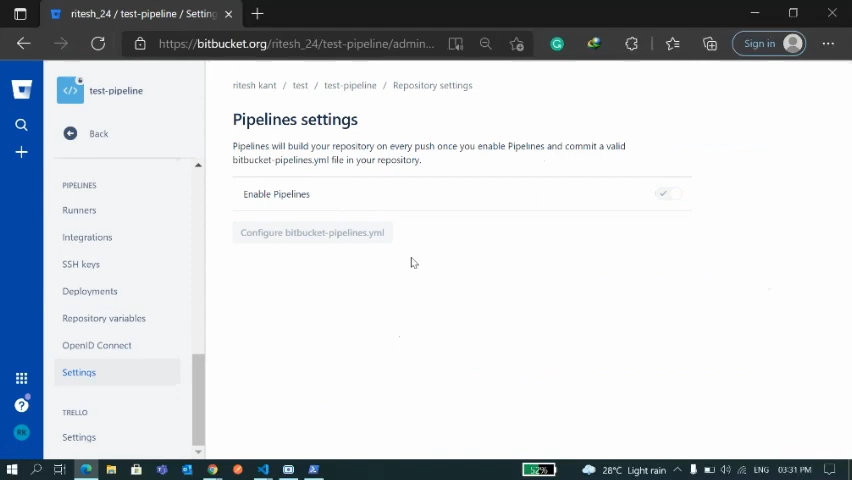 ritesh_24 / test-pipeline / Setting
https://bitbucket.org/ritesh_24/test-pipeline/admin...
Sign in
</> test-pipeline
Back
PIPELINES
Runners
Integrations
SSH keys
Deployments
Repository variables
OpenID Connect
Settings
TRELLO
Settings
RK
ritesh kant / test / test-pipeline / Repository settings
Pipelines settings
Pipelines will build your repository on every push once you enable Pipelines and commit a valid
bitbucket-pipelines.yml file in your repository.
Enable Pipelines
Configure bitbucket-pipelines.yml
52%
28°C Light rain
ENG
03:31 PM